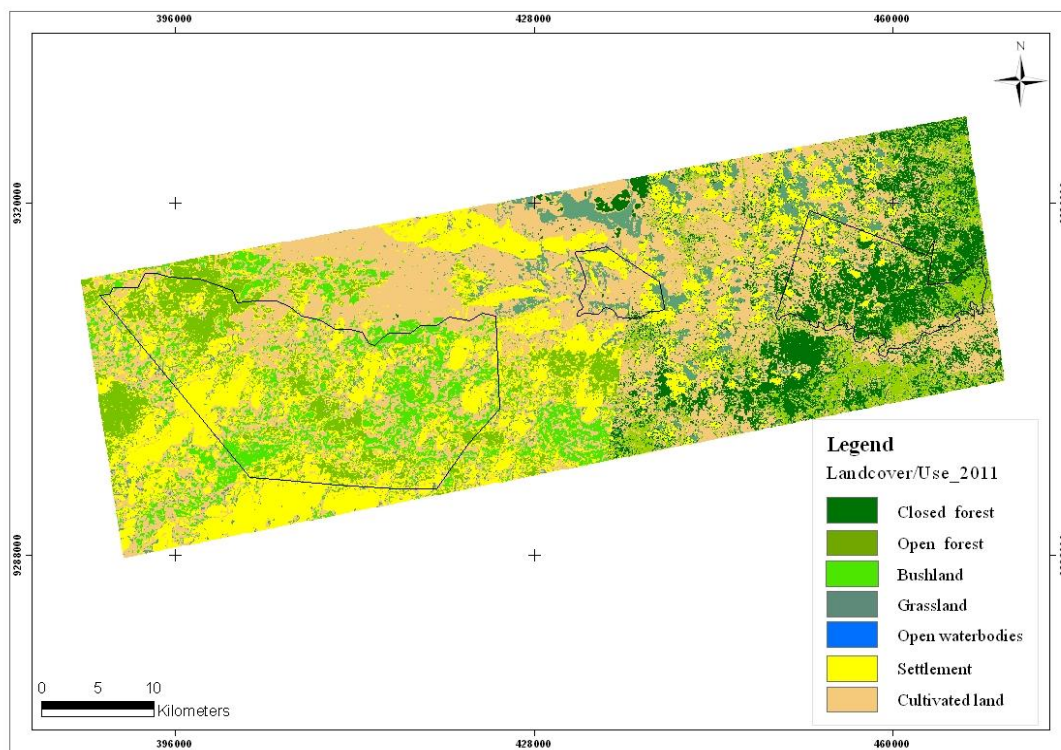 396000
428000
460000
N
9320000
9288000
Legend
Landcover/Use_2011
Closed forest
Open forest
Bushland
Grassland
Open waterbodies
Settlement
Cultivated land
0 5 10
Kilometers
396000
428000
460000